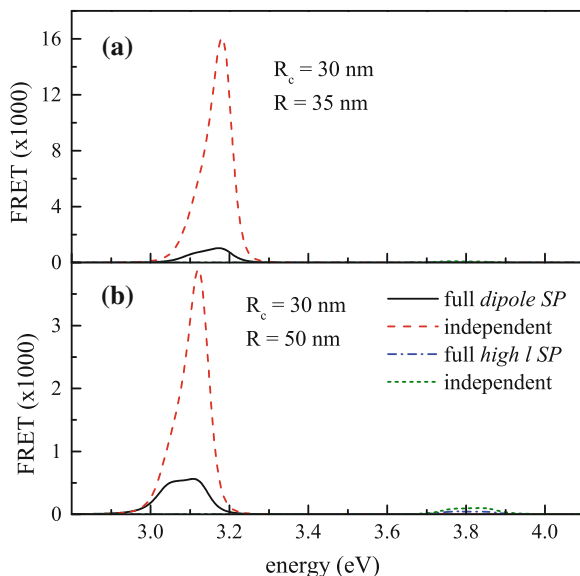 16
(a)
R_c = 30 nm
R = 35 nm
12
8
4
0
FRET (x1000)
(b)
R_c = 30 nm
R = 50 nm
full dipole SP
independent
full high l SP
independent
3
2
1
0
FRET (x1000)
3.0 3.2 3.4 3.6 3.8 4.0
energy (eV)